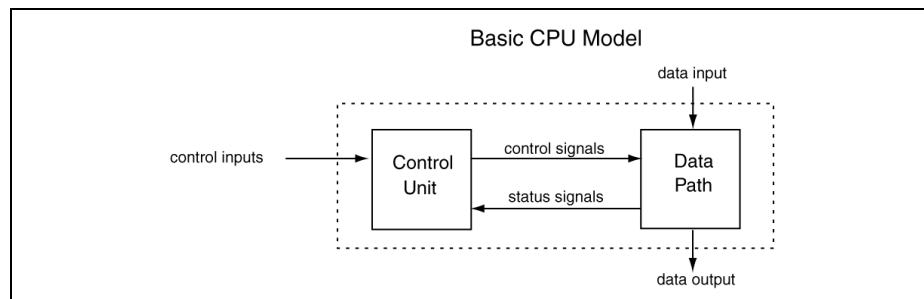 Basic CPU Model
data input
control inputs
Control
Unit
control signals
status signals
Data
Path
data output